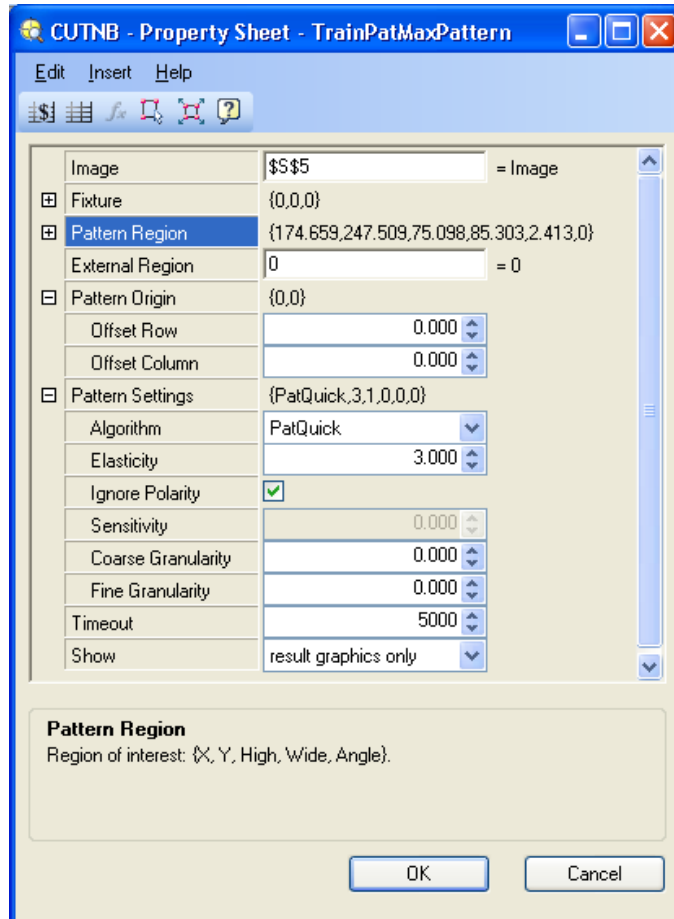 CUTNB - Property Sheet - TrainPatMaxPattern
Edit Insert Help
Image $S$5 = Image
Fixture {0,0,0}
Pattern Region {174.659,247.509,75.098,85.303,2.413,0}
External Region 0 = 0
Pattern Origin {0,0}
Offset Row 0.000
Offset Column 0.000
Pattern Settings {PatQuick,3,1,0,0,0}
Algorithm PatQuick
Elasticity 3.000
Ignore Polarity
Sensitivity 0.000
Coarse Granularity 0.000
Fine Granularity 0.000
Timeout 5000
Show result graphics only
Pattern Region
Region of interest: {X, Y, High, Wide, Angle}.
OK Cancel